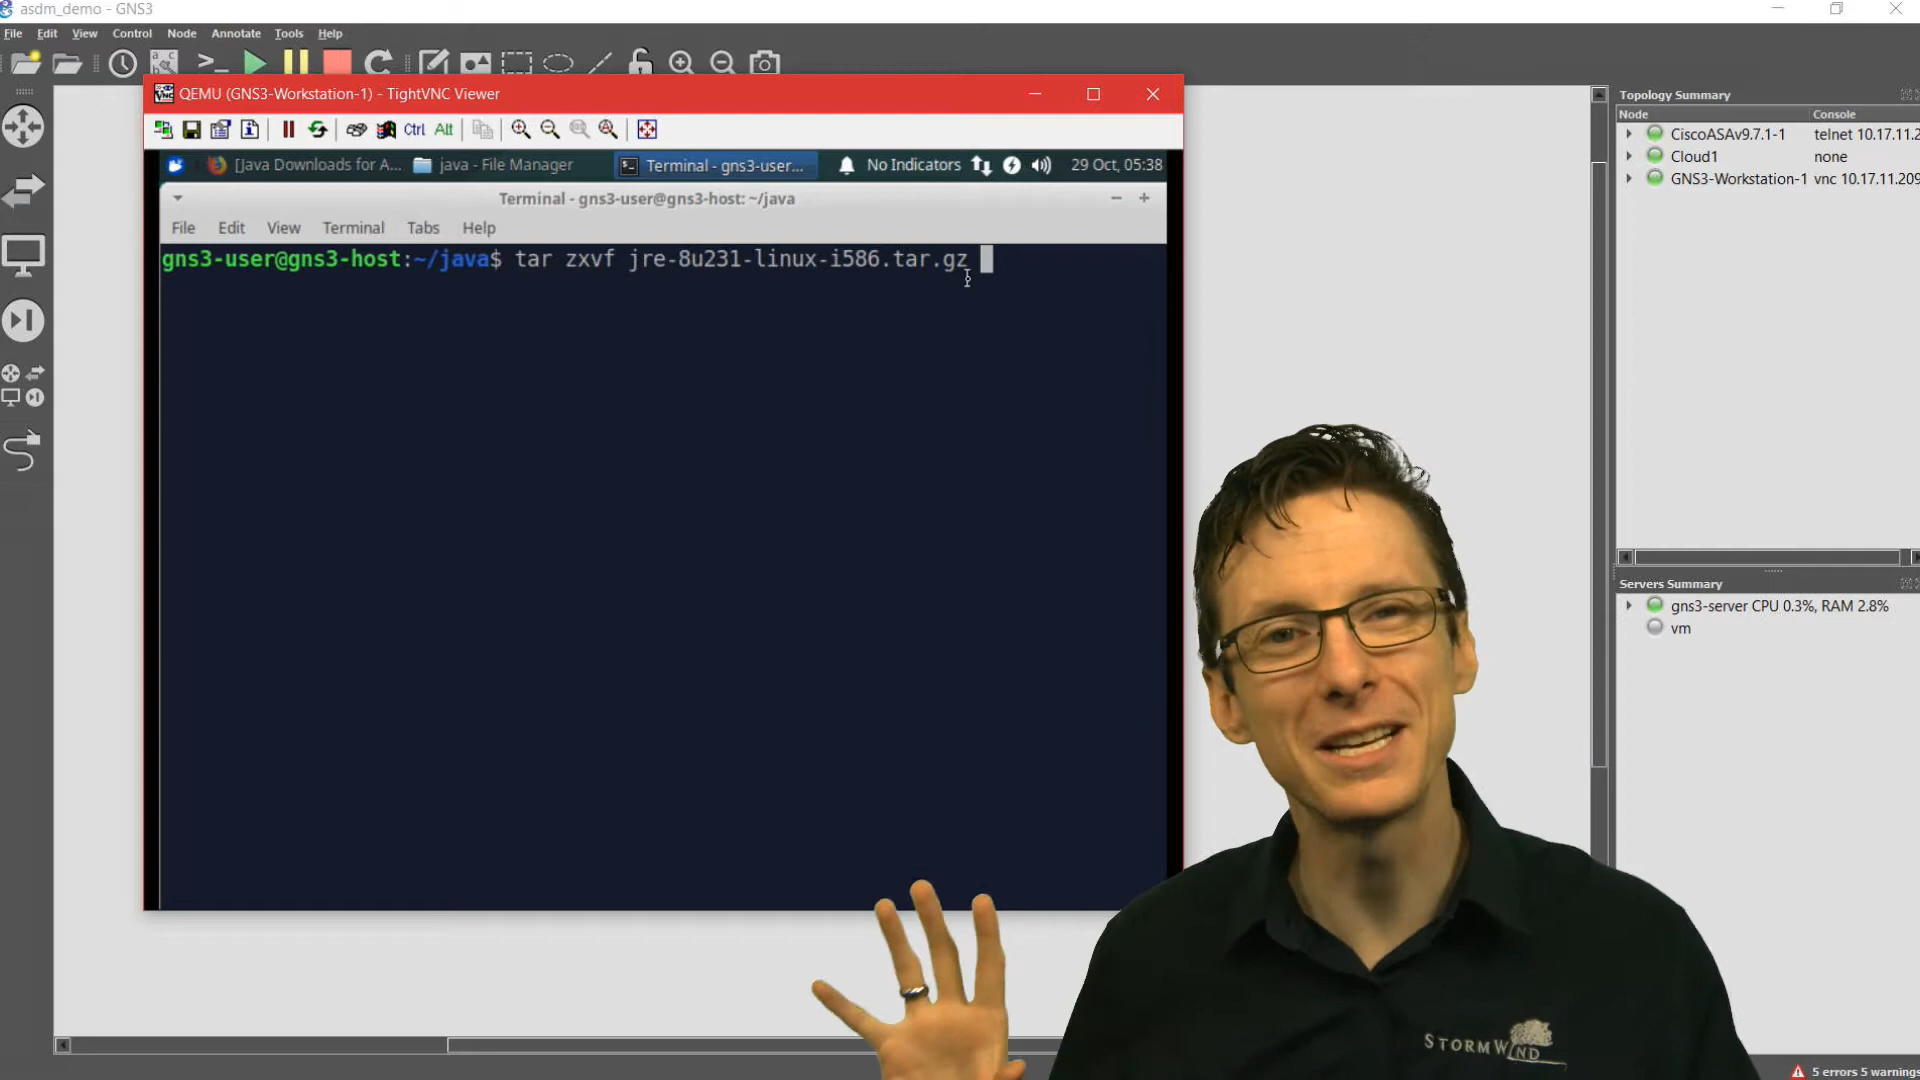 asdm_demo - GNS3
File Edit View Control Node Annotate Tools Help
QEMU (GNS3-Workstation-1) - TightVNC Viewer
Ctrl Alt
[Java Downloads for A... java - File Manager Terminal - gns3-user... No Indicators 29 Oct, 05:38
Terminal - gns3-user@gns3-host: ~/java
File Edit View Terminal Tabs Help
gns3-user@gns3-host:~/java$ tar zxvf jre-8u231-linux-i586.tar.gz
Topology Summary
Node Console
CiscoASAv9.7.1-1 telnet 10.17.11.2
Cloud1 none
GNS3-Workstation-1 vnc 10.17.11.209
Servers Summary
gns3-server CPU 0.3%, RAM 2.8%
vm
STORMWIND
5 errors 5 warnings